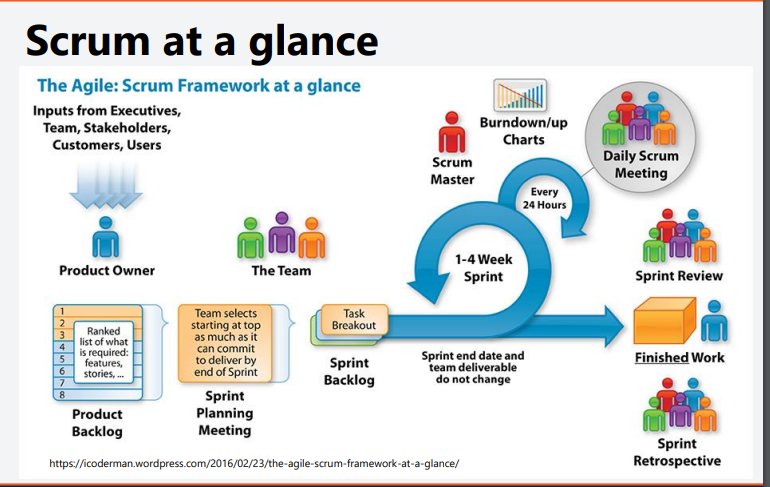 Scrum at a glance
The Agile: Scrum Framework at a glance
Inputs from Executives,
Team, Stakeholders,
Customers, Users
Product Owner
The Team
Scrum
Master
Burndown/up
Charts
Every
24 Hours
Daily Scrum
Meeting
1-4 Week
Sprint
Sprint Review
1
2
3
4
5
6
7
8
Ranked
list of what
is required:
features,
stories, ...
Product
Backlog
Team selects
starting at top
as much as it
can commit
to deliver by
end of Sprint
Sprint
Planning
Meeting
Task
Breakout
Sprint
Backlog
Sprint end date and
team deliverable
do not change
Finished Work
Sprint
Retrospective
https://icoderman.wordpress.com/2016/02/23/the-agile-scrum-framework-at-a-glance/